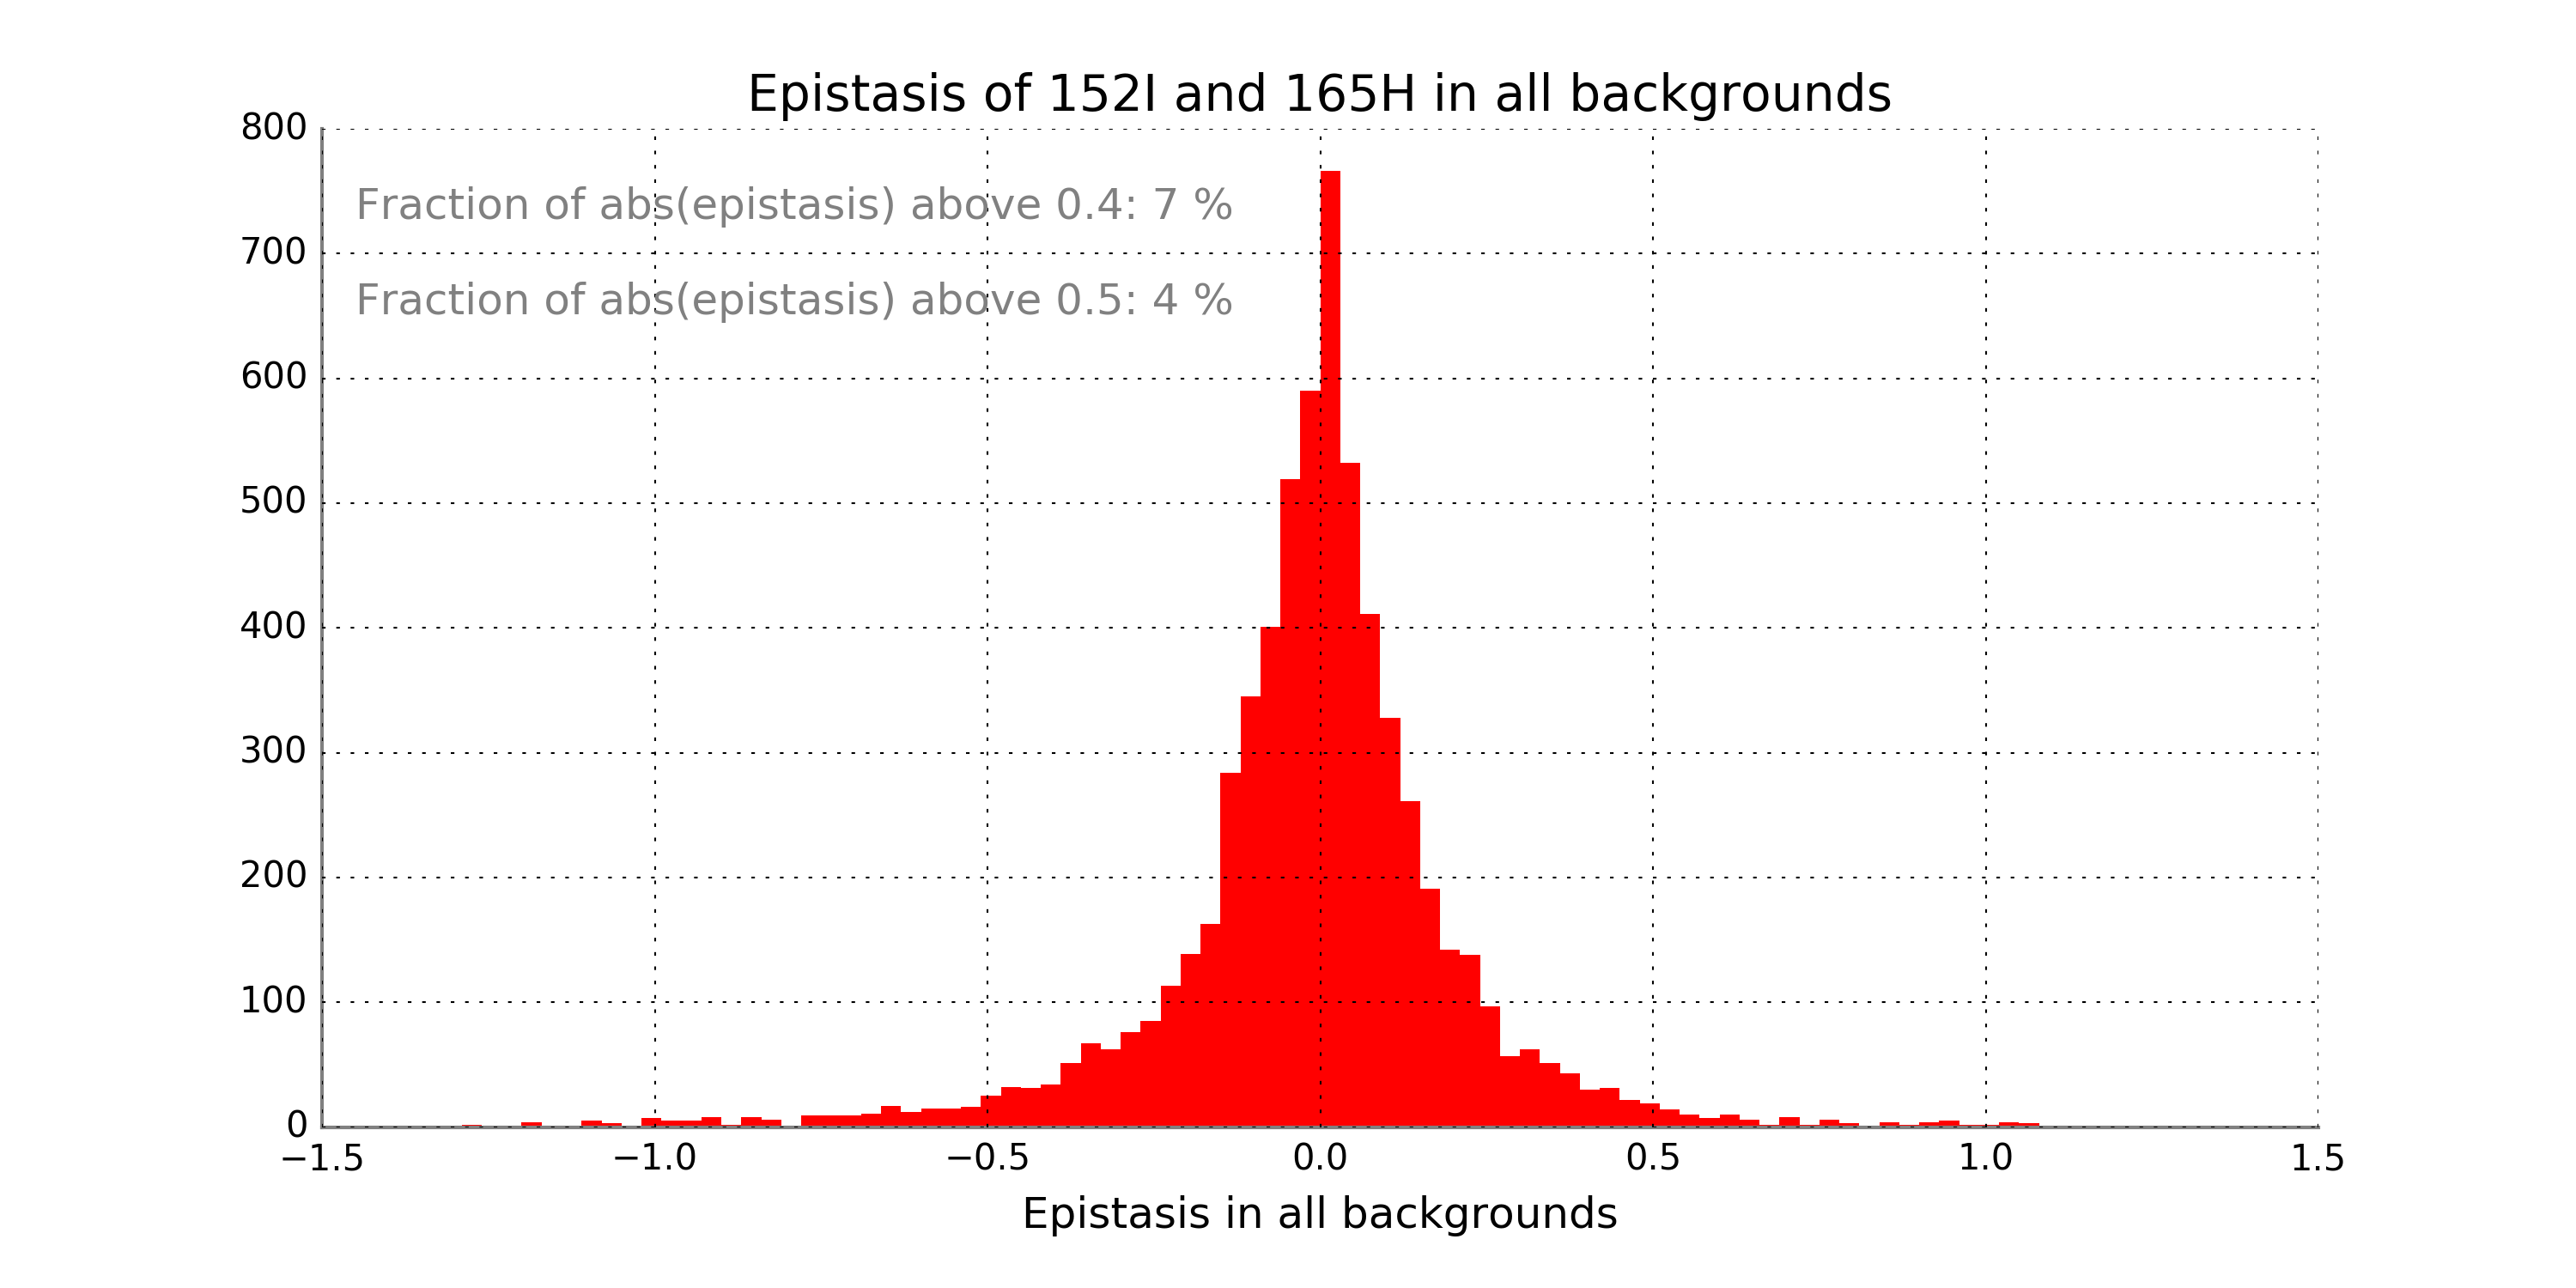 Epistasis of 152I and 165H in all backgrounds
800
Fraction of abs(epistasis) above 0.4: 7 %
700
Fraction of abs(epistasis) above 0.5: 4 %
600
500
400
300
200
100
0
−1.5 −1.0 −0.5 0.0 0.5 1.0 1.5
Epistasis in all backgrounds